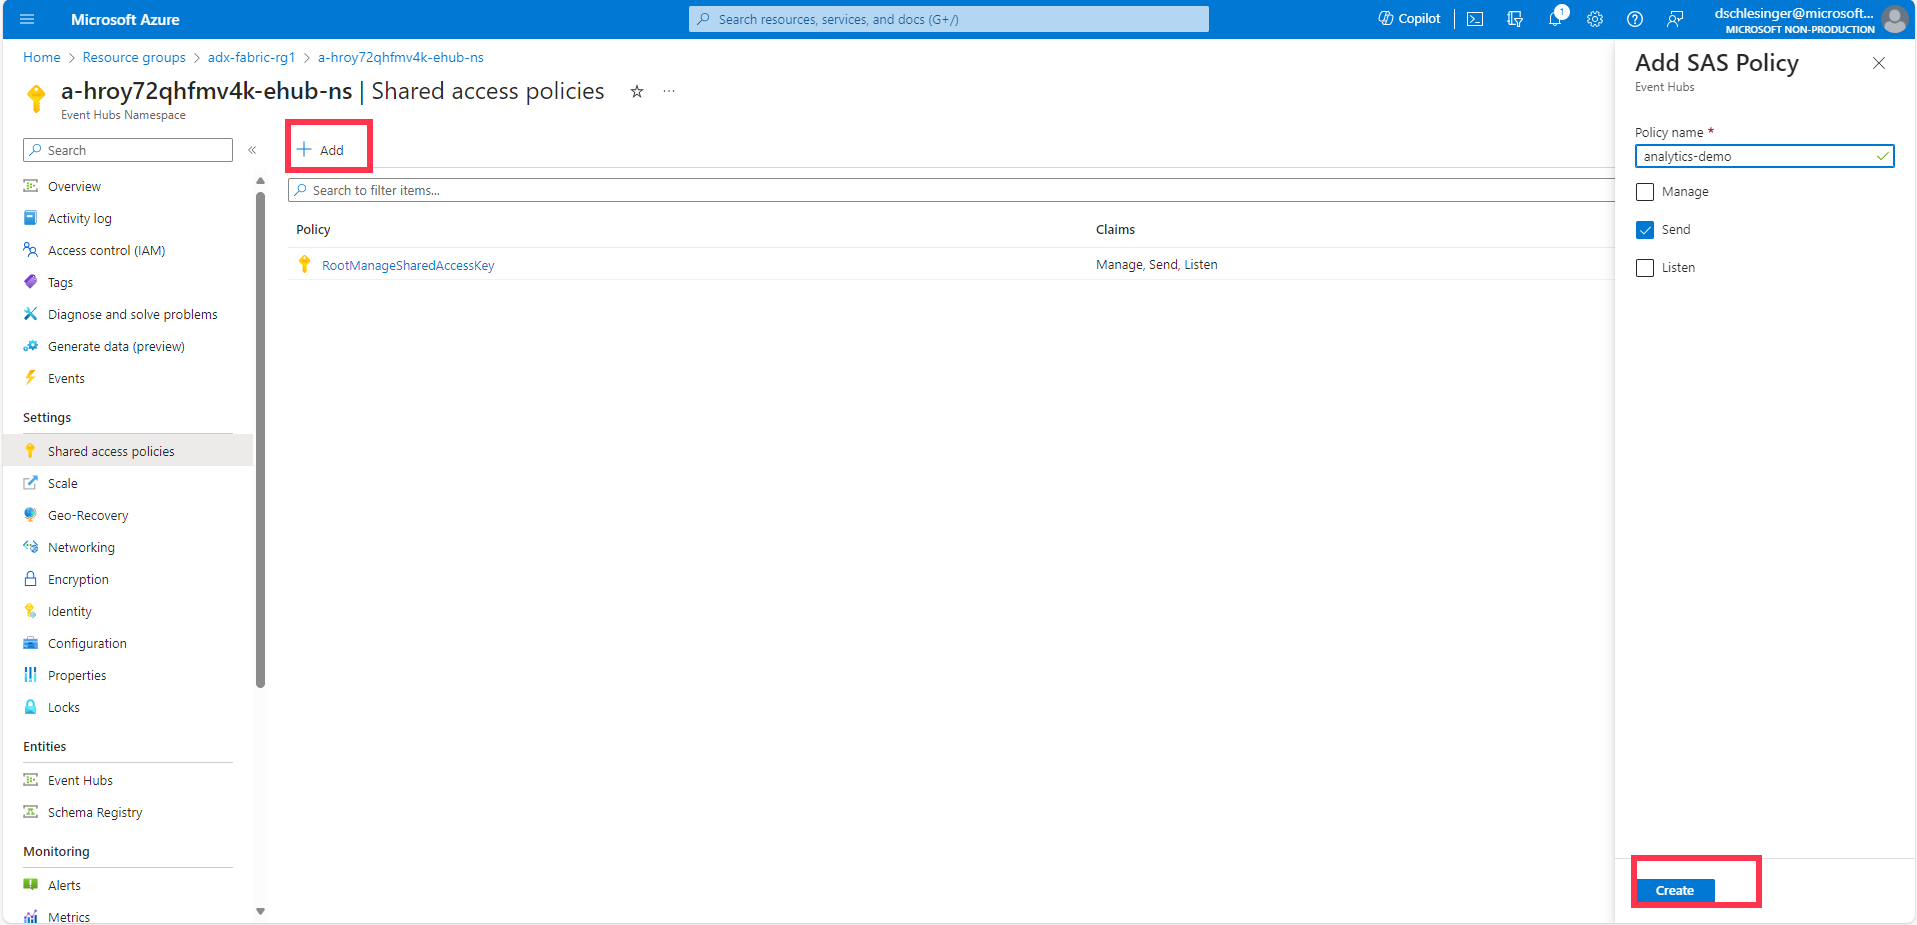 Microsoft Azure
Search resources, services, and docs (G+/)
Copilot
1
dschlesinger@microsoft...
MICROSOFT NON-PRODUCTION
Home > Resource groups > adx-fabric-rg1 > a-hroy72qhfmv4k-ehub-ns
a-hroy72qhfmv4k-ehub-ns | Shared access policies
Event Hubs Namespace
Search
Overview
Activity log
Access control (IAM)
Tags
Diagnose and solve problems
Generate data (preview)
Events
Settings
Shared access policies
Scale
Geo-Recovery
Networking
Encryption
Identity
Configuration
Properties
Locks
Entities
Event Hubs
Schema Registry
Monitoring
Alerts
Metrics
Add
Search to filter items...
Policy Claims
RootManageSharedAccessKey Manage, Send, Listen
Add SAS Policy
Event Hubs
Policy name *
analytics-demo
Manage
Send
Listen
Create